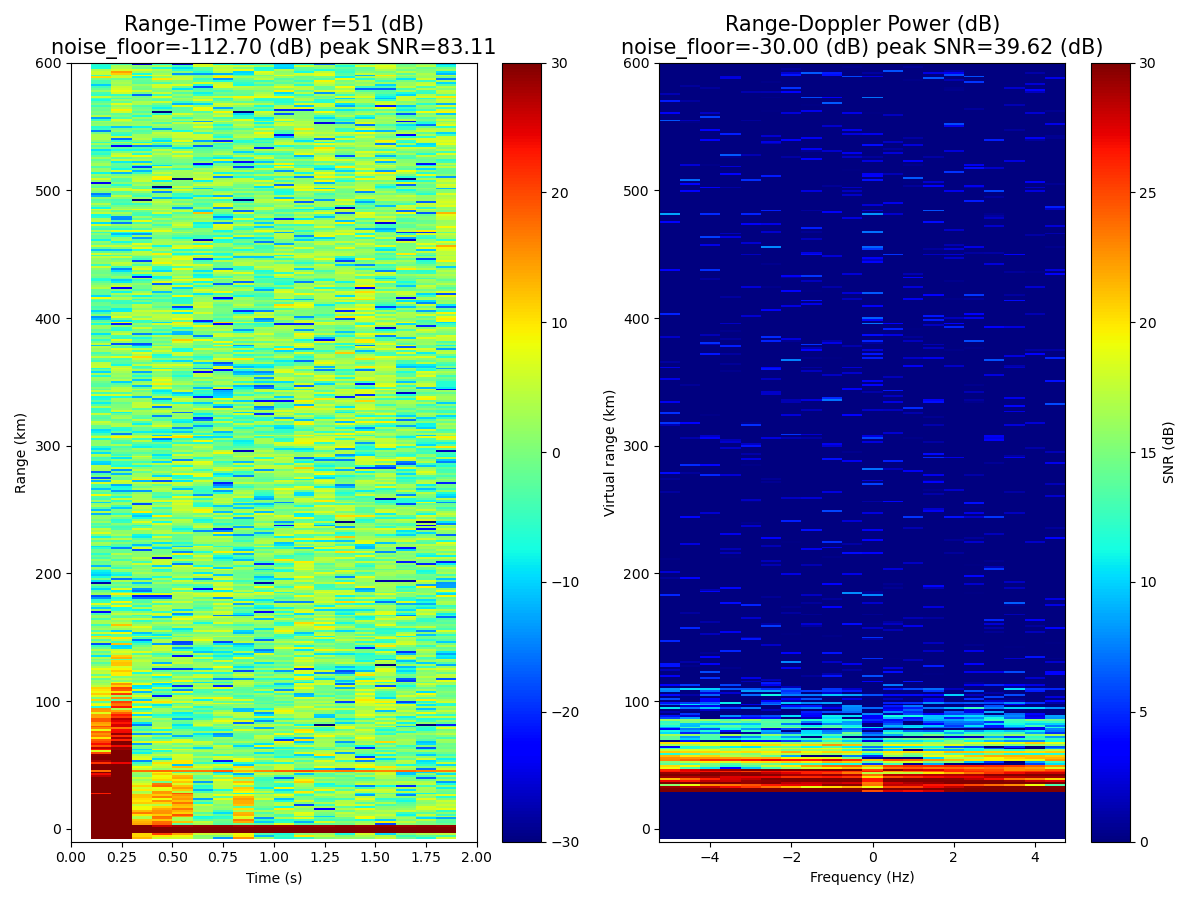 Range-Time Power f=51 (dB)
noise_floor=-112.70 (dB) peak SNR=83.11
Range (km)
600
500
400
300
200
100
0
0.00 0.25 0.50 0.75 1.00 1.25 1.50 1.75 2.00
Time (s)
30
20
10
0
−10
−20
−30
Range-Doppler Power (dB)
noise_floor=-30.00 (dB) peak SNR=39.62 (dB)
Virtual range (km)
600
500
400
300
200
100
0
−4 −2 0 2 4
Frequency (Hz)
30
25
20
15
10
5
0
SNR (dB)